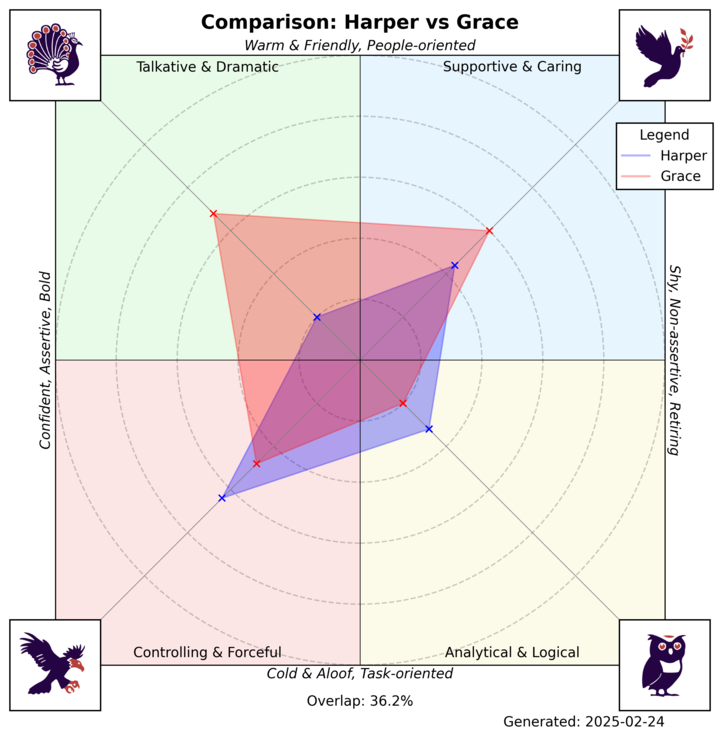 Comparison: Harper vs Grace
Warm & Friendly, People-oriented
Talkative & Dramatic
Supportive & Caring
Legend
Harper
Grace
Confident, Assertive, Bold
Shy, Non-assertive, Retiring
Controlling & Forceful
Analytical & Logical
Cold & Aloof, Task-oriented
Overlap: 36.2%
Generated: 2025-02-24